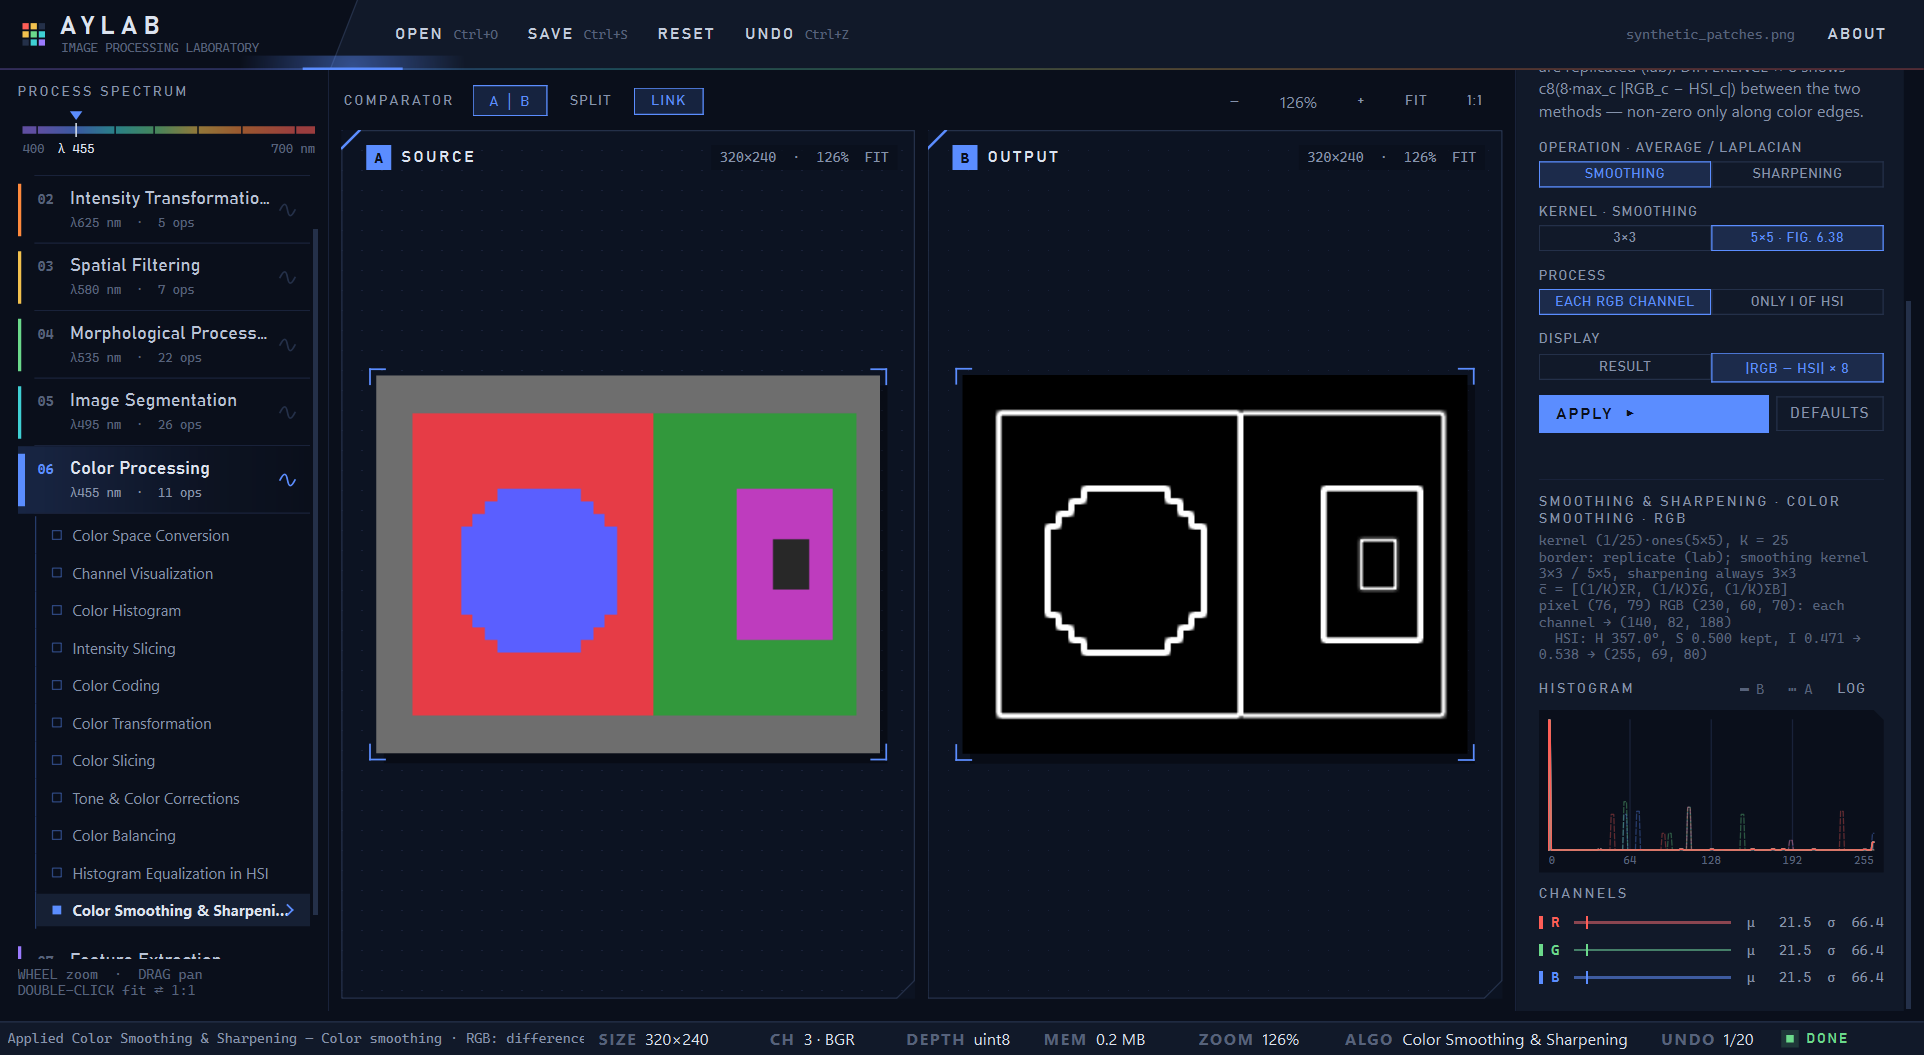 AYLAB
IMAGE PROCESSING LABORATORY
OPEN Ctrl+O SAVE Ctrl+S RESET UNDO Ctrl+Z
synthetic_patches.png ABOUT
PROCESS SPECTRUM
400 λ 455 700 nm
02 Intensity Transformatio...
λ625 nm · 5 ops
03 Spatial Filtering
λ580 nm · 7 ops
04 Morphological Process...
λ535 nm · 22 ops
05 Image Segmentation
λ495 nm · 26 ops
06 Color Processing
λ455 nm · 11 ops
Color Space Conversion
Channel Visualization
Color Histogram
Intensity Slicing
Color Coding
Color Transformation
Color Slicing
Tone & Color Corrections
Color Balancing
Histogram Equalization in HSI
Color Smoothing & Sharpeni...
WHEEL zoom · DRAG pan
DOUBLE-CLICK fit ⇄ 1:1
COMPARATOR A | B SPLIT LINK
− 126% + FIT 1:1
A SOURCE 320×240 · 126% FIT
B OUTPUT 320×240 · 126% FIT
c8(8·max_c |RGB_c − HSI_c|) between the two
methods — non-zero only along color edges.
OPERATION · AVERAGE / LAPLACIAN
SMOOTHING SHARPENING
KERNEL · SMOOTHING
3×3 5×5 · FIG. 6.38
PROCESS
EACH RGB CHANNEL ONLY I OF HSI
DISPLAY
RESULT |RGB − HSI| × 8
APPLY ▸ DEFAULTS
SMOOTHING & SHARPENING · COLOR
SMOOTHING · RGB
kernel (1/25)·ones(5×5), K = 25
border: replicate (lab); smoothing kernel
3×3 / 5×5, sharpening always 3×3
c̄ = [(1/K)ΣR, (1/K)ΣG, (1/K)ΣB]
pixel (76, 79) RGB (230, 60, 70): each
channel → (140, 82, 188)
HSI: H 357.0°, S 0.500 kept, I 0.471 →
0.538 → (255, 69, 80)
HISTOGRAM B A LOG
0 64 128 192 255
CHANNELS
R μ 21.5 σ 66.4
G μ 21.5 σ 66.4
B μ 21.5 σ 66.4
Applied Color Smoothing & Sharpening — Color smoothing · RGB: difference
SIZE 320×240 CH 3 · BGR DEPTH uint8 MEM 0.2 MB ZOOM 126% ALGO Color Smoothing & Sharpening UNDO 1/20 DONE